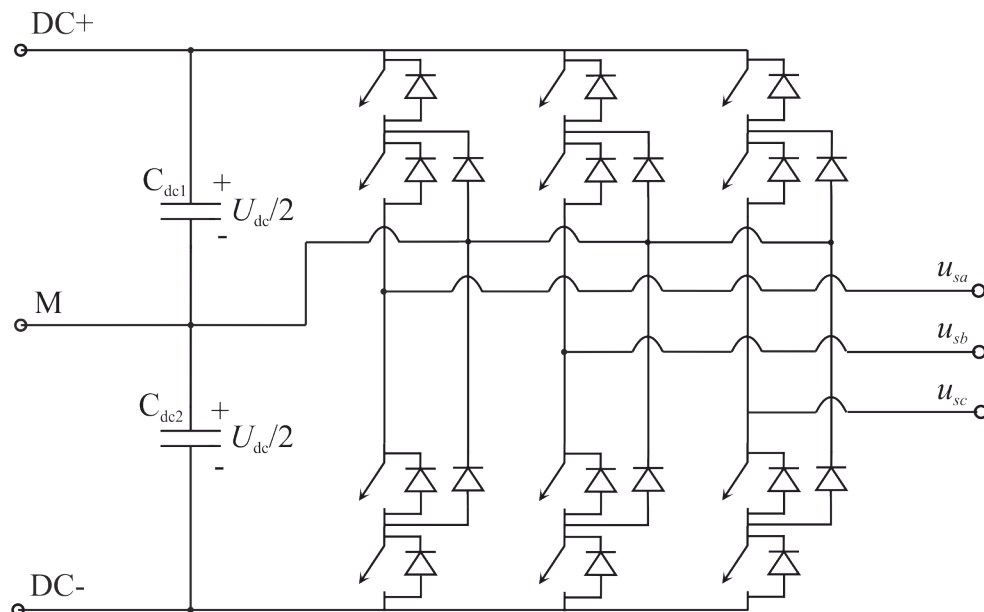 DC+
C_dc1
+
U_dc/2
-
M
u_sa
u_sb
u_sc
C_dc2
+
U_dc/2
-
DC-